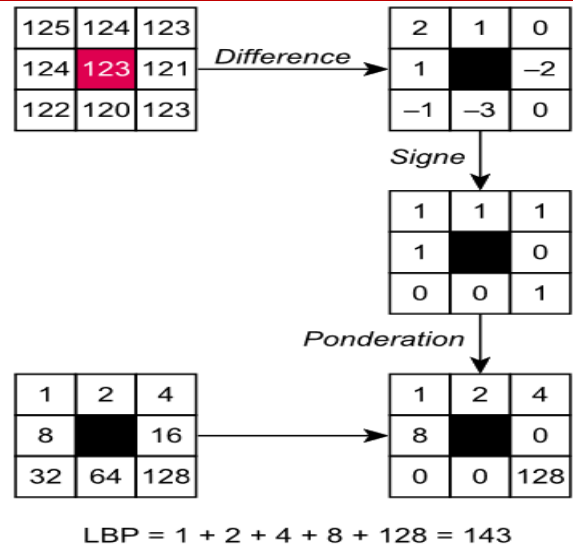 125 124 123 2 1 0
Difference
124 123 121 1 –2
122 120 123 –1 –3 0
Signe
1 1 1
1 0
0 0 1
Ponderation
1 2 4 1 2 4
8 16 8 0
32 64 128 0 0 128
LBP = 1 + 2 + 4 + 8 + 128 = 143